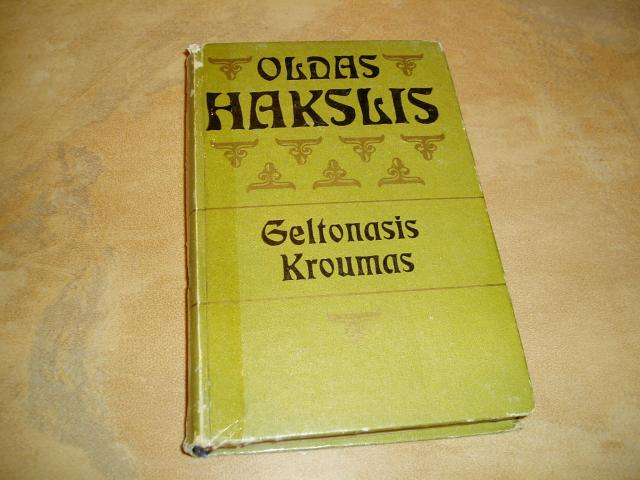 OLDAS
HAKSLIS
Geltonasis
Kroumas